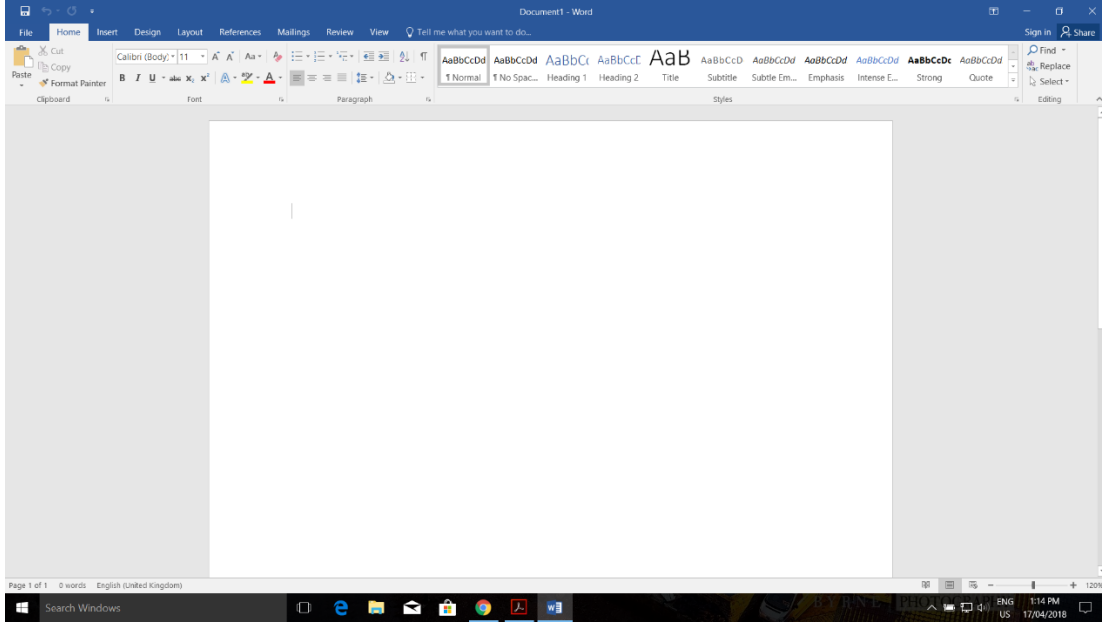 Document1 - Word
File Home Insert Design Layout References Mailings Review View Tell me what you want to do... Sign in Share
Paste
Cut
Copy
Format Painter
Clipboard
Calibri (Body) 11
Font
Paragraph
AaBbCcDd AaBbCcDd AaBbCc AaBbCcE AaB AaBbCcD AaBbCcDd AaBbCcDd AaBbCcDd AaBbCcDc AaBbCcDd
¶ Normal ¶ No Spac... Heading 1 Heading 2 Title Subtitle Subtle Em... Emphasis Intense E... Strong Quote
Styles
Find
Replace
Select
Editing
Page 1 of 1 0 words English (United Kingdom) 120%
Search Windows
PHOTOGRAPHY
ENG
US
1:14 PM
17/04/2018